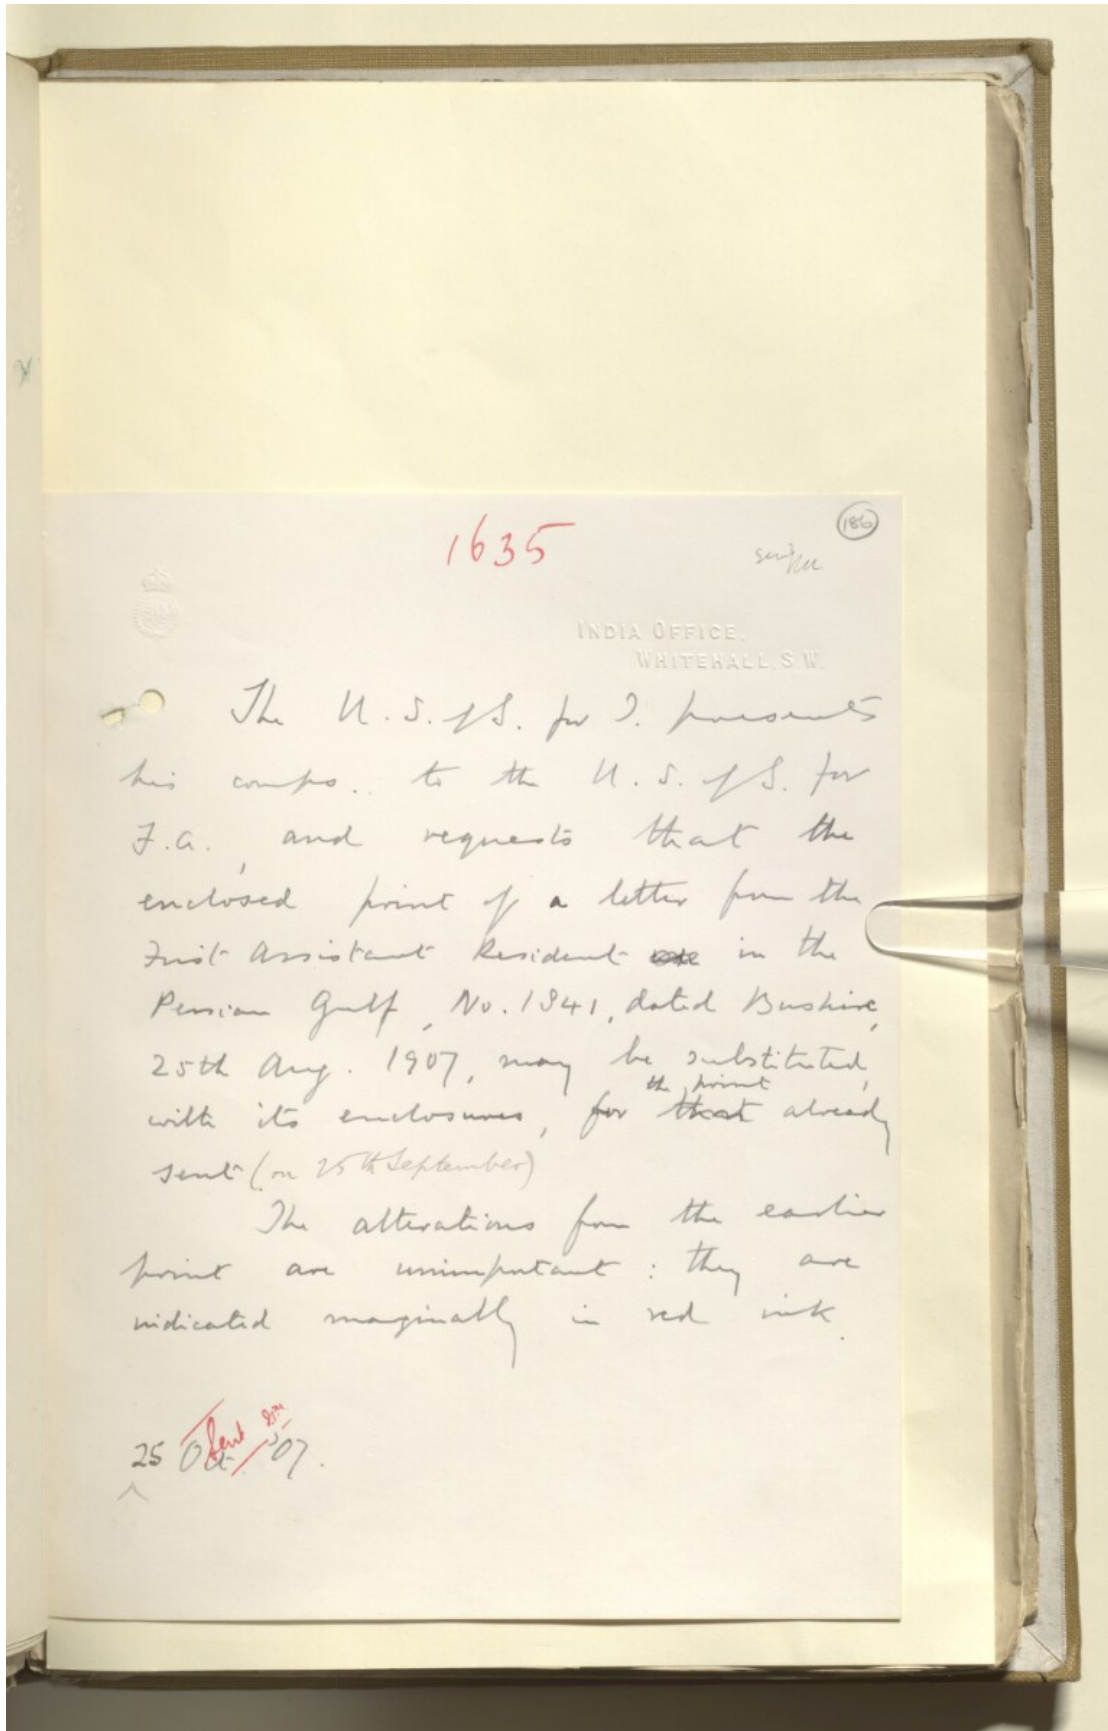 1635
186
INDIA OFFICE,
WHITEHALL. S.W.
The U. S. of S. for I. presents
his comps. to the U. S. of S. for
F.A., and requests that the
enclosed print of a letter from the
First Assistant Resident in the
Persian Gulf, No. 1841, dated Bushire,
25th Aug. 1907, may be substituted,
with its enclosures, for that the print already
sent (on 25th September)
The alterations from the earlier
print are unimportant : they are
indicated marginally in red ink.
Sent
25 Oct. '07.